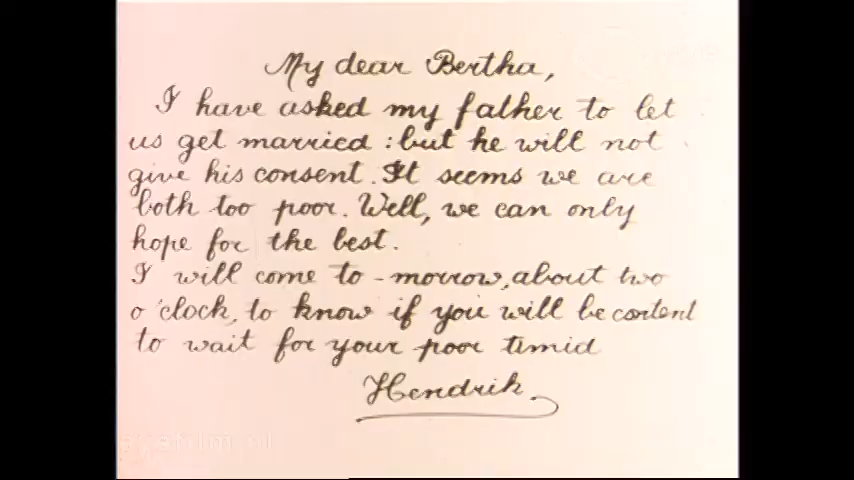 My dear Bertha,
I have asked my father to let
us get married : but he will not
give his consent. It seems we are
both too poor. Well, we can only
hope for the best.
I will come to-morrow, about two
o'clock, to know if you will be content
to wait for your poor timid
Hendrik.